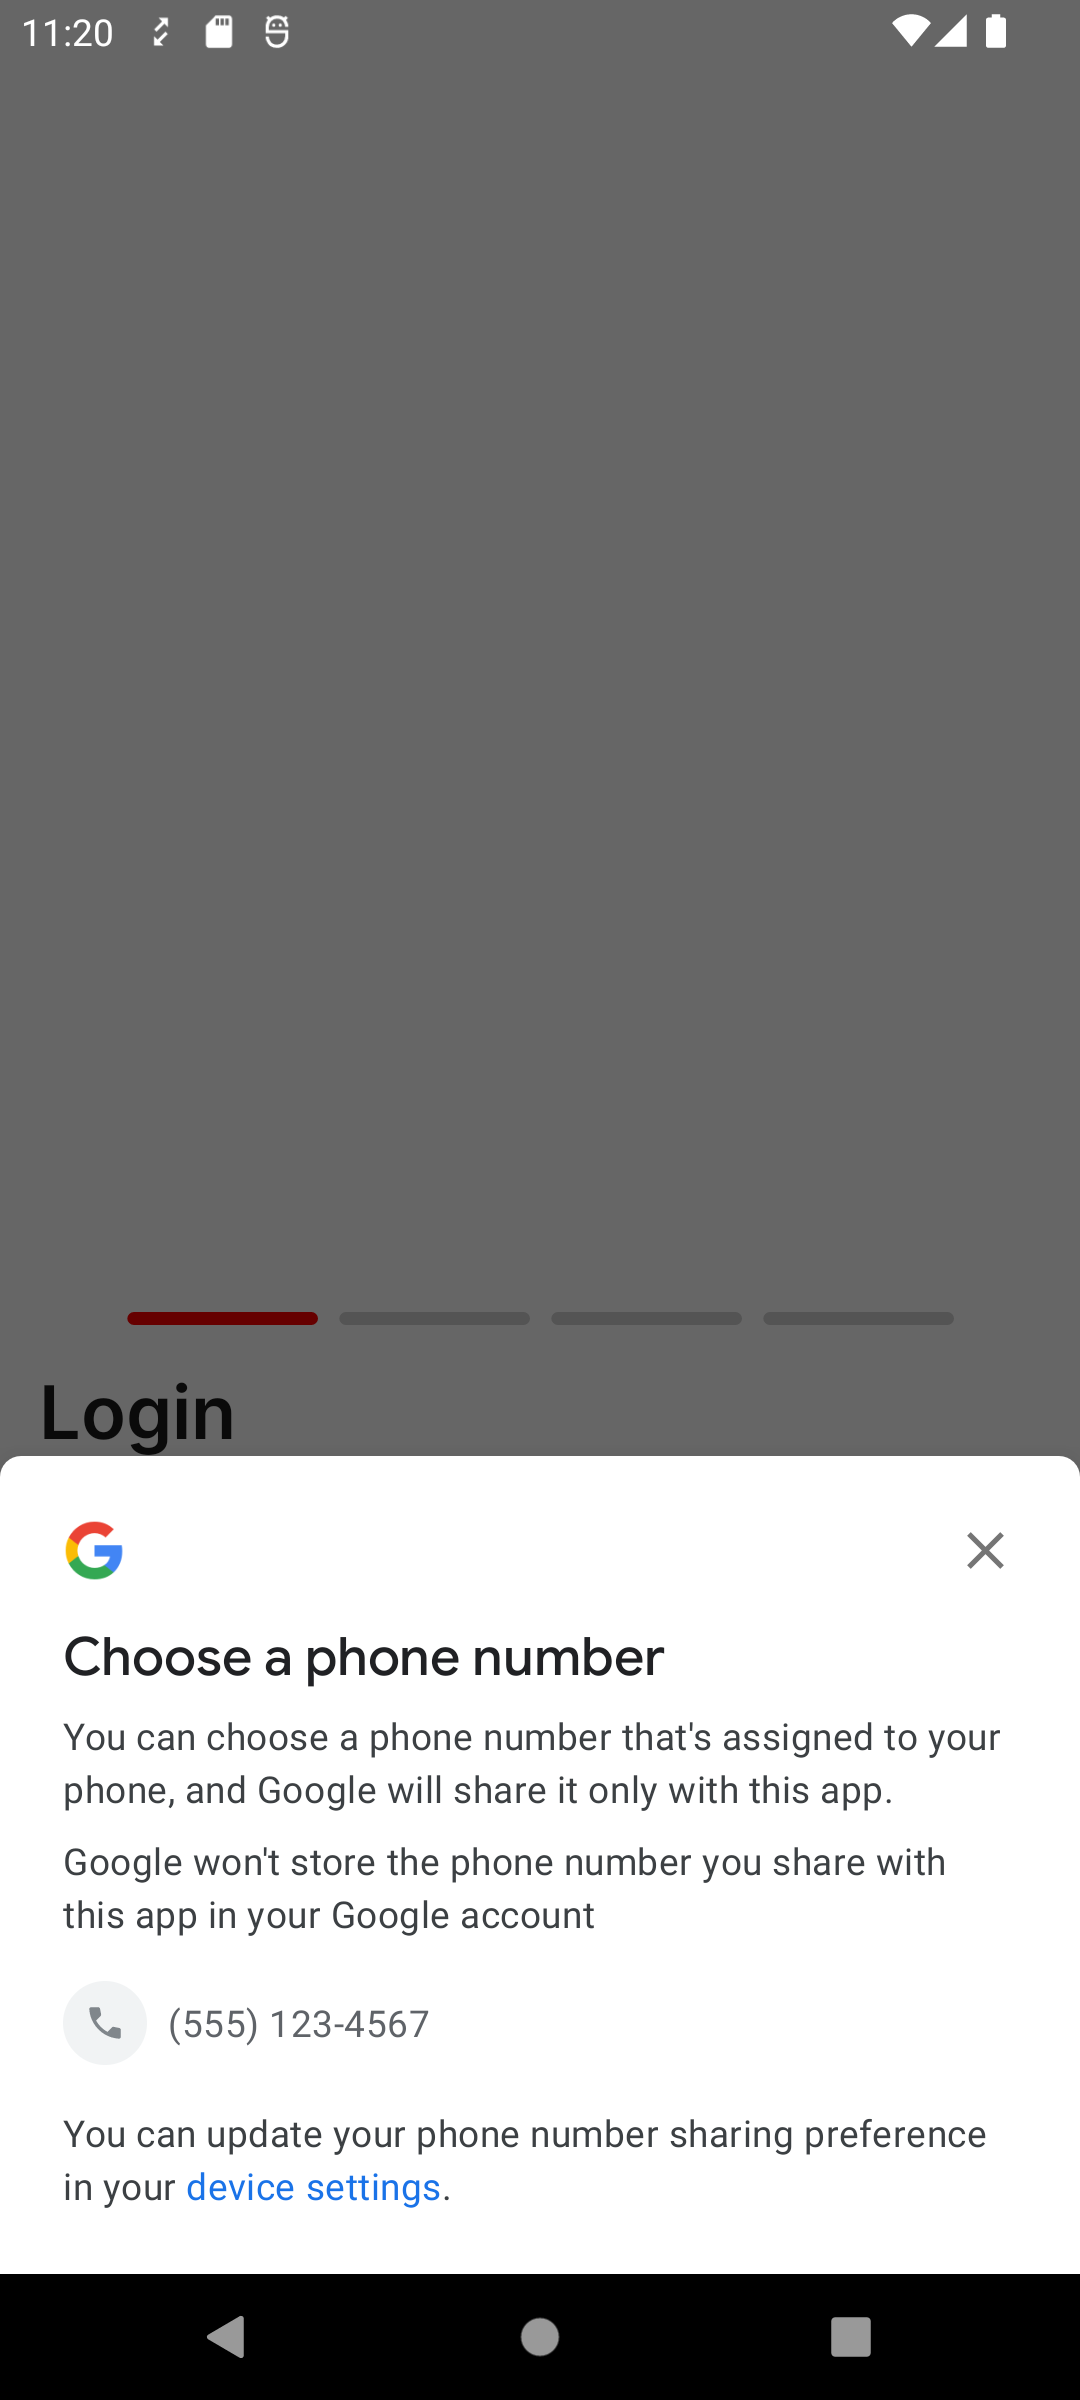 11:20
Login
Choose a phone number
You can choose a phone number that's assigned to your
phone, and Google will share it only with this app.
Google won't store the phone number you share with
this app in your Google account
(555) 123-4567
You can update your phone number sharing preference
in your device settings.